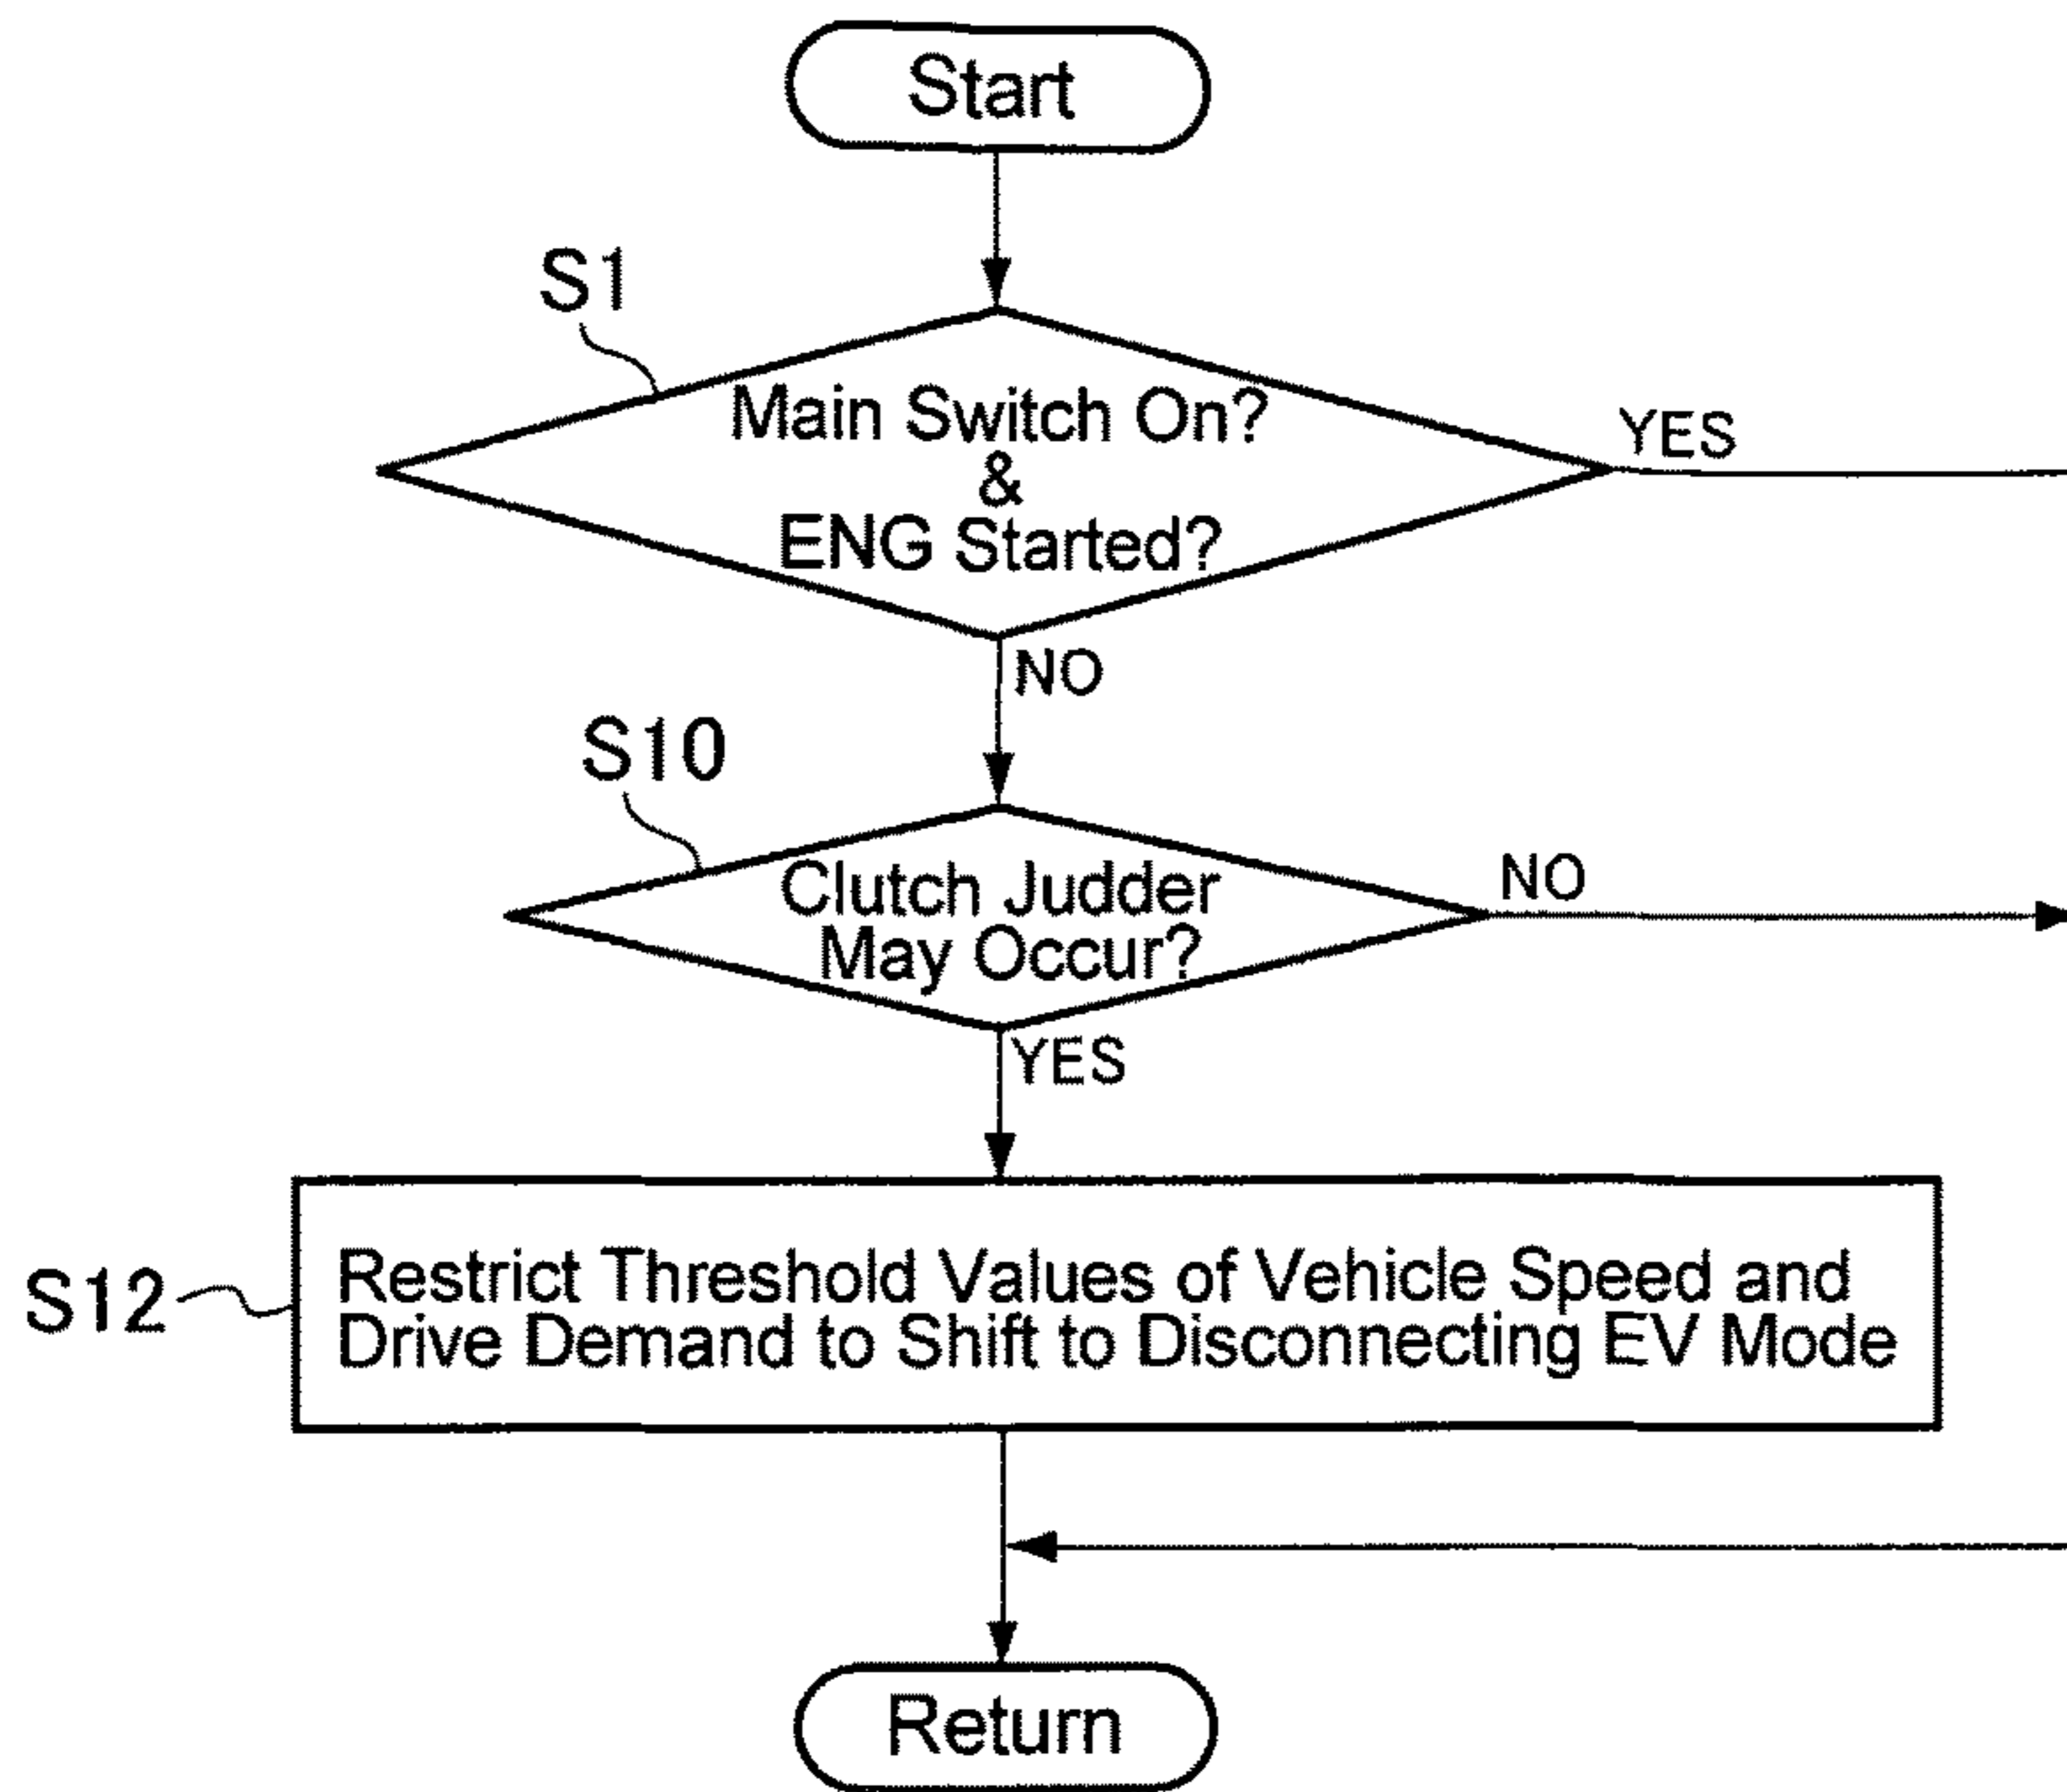 Start
S1
Main Switch On?
&
ENG Started?
YES
NO
S10
Clutch Judder
May Occur?
NO
YES
S12
Restrict Threshold Values of Vehicle Speed and
Drive Demand to Shift to Disconnecting EV Mode
Return